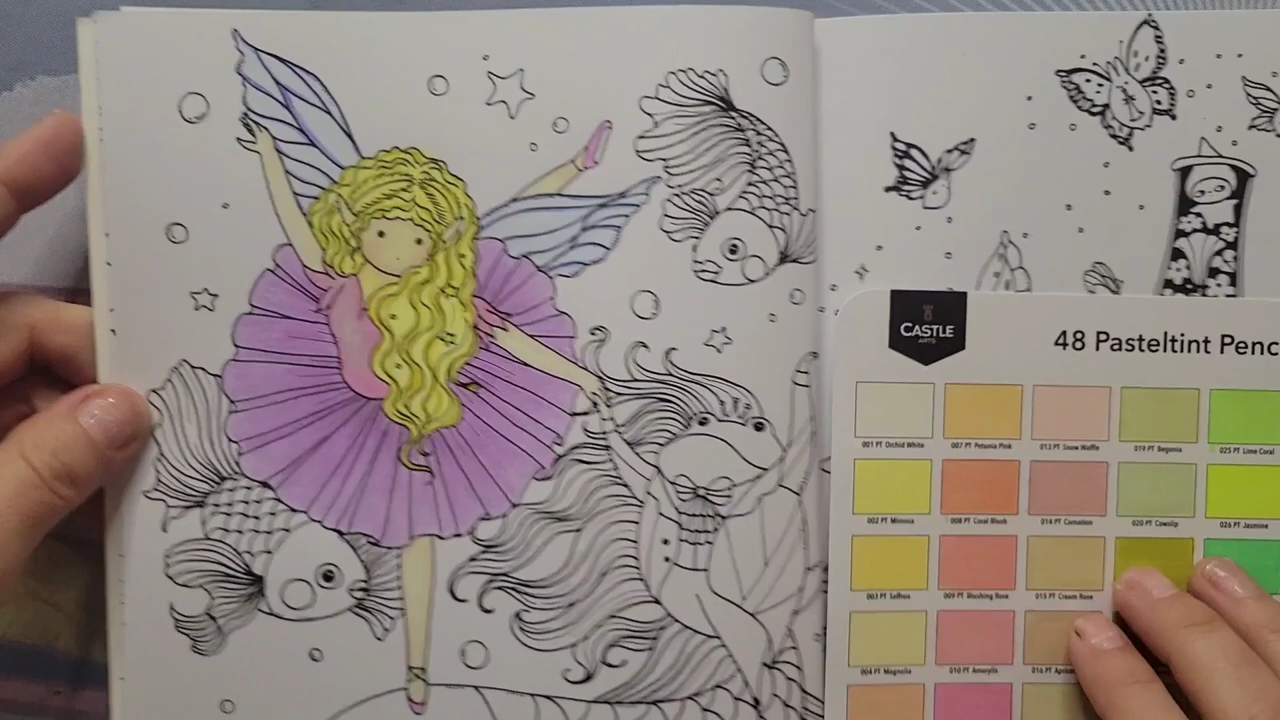 CASTLE
ARTS
48 Pasteltint Penc
001 PT Orchid White
007 PT Petunia Pink
013 PT Snow Waffle
019 PT Begonia
025 PT Lime Coral
002 PT Mimosa
008 PT Coral Blush
014 PT Carnation
020 PT Cowslip
026 PT Jasmine
003 PT Saffron
009 PT Blushing Rose
015 PT Cream Rose
004 PT Magnolia
010 PT Amaryllis
016 PT Apricot